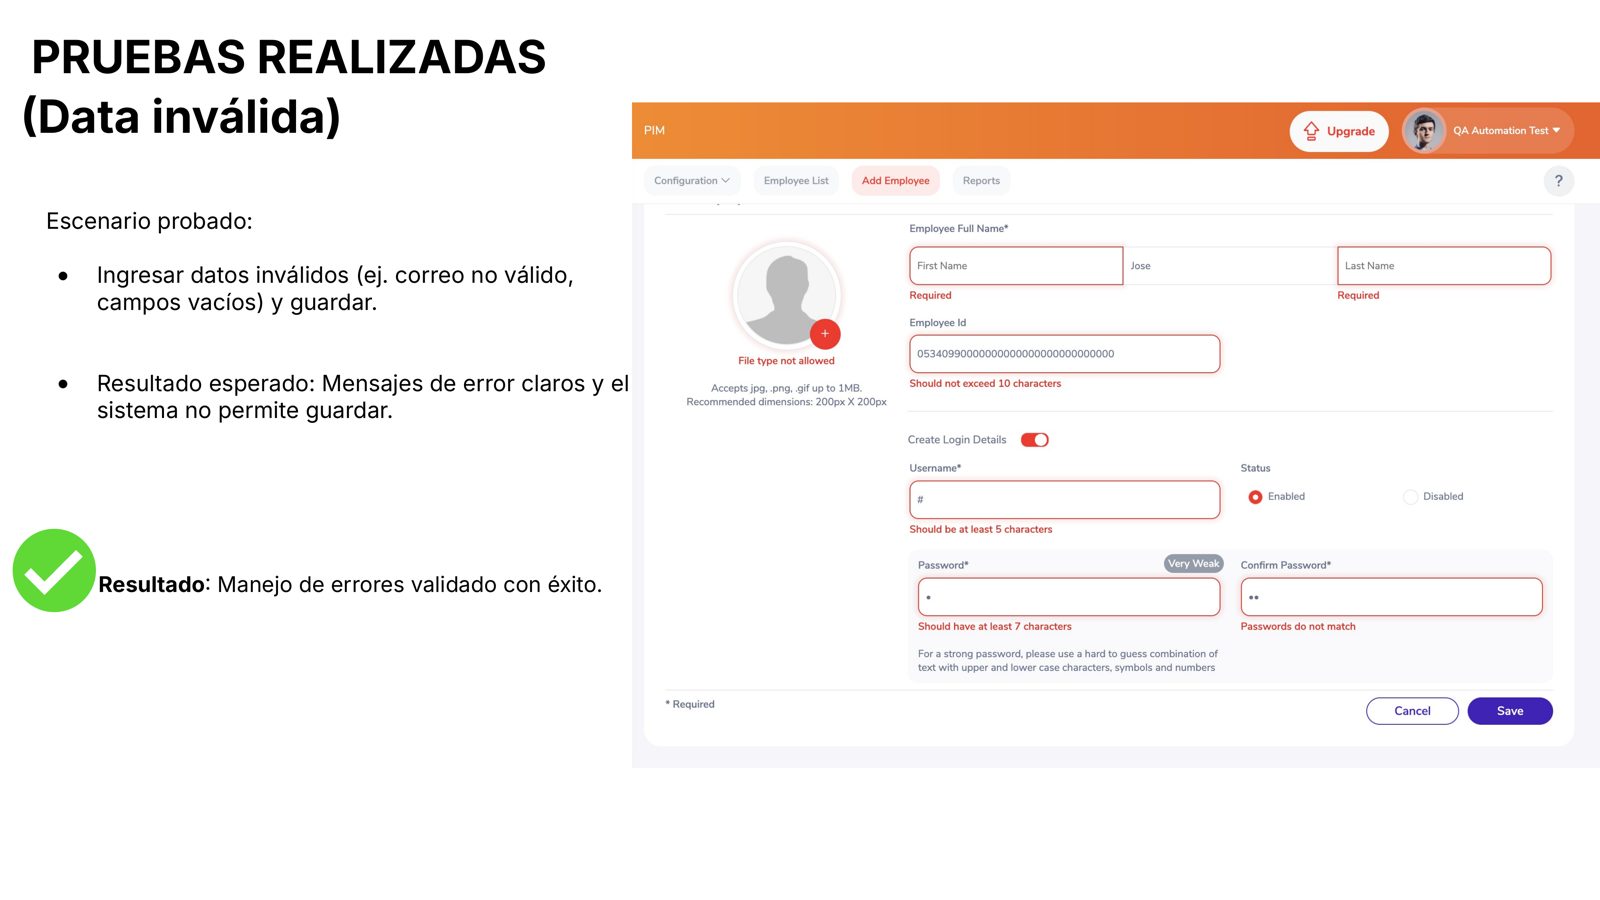 PRUEBAS REALIZADAS
(Data inválida)
Escenario probado:
● Ingresar datos inválidos (ej. correo no válido,
campos vacíos) y guardar.
● Resultado esperado: Mensajes de error claros y el
sistema no permite guardar.
Resultado: Manejo de errores validado con éxito.
PIM
Upgrade
QA Automation Test
Configuration
Employee List
Add Employee
Reports
?
Employee Full Name*
First Name
Jose
Last Name
Required
Required
+
File type not allowed
Accepts jpg, .png, .gif up to 1MB.
Recommended dimensions: 200px X 200px
Employee Id
Should not exceed 10 characters
Create Login Details
Username*
#
Should be at least 5 characters
Status
Enabled
Disabled
Password*
Very Weak
Should have at least 7 characters
Confirm Password*
Passwords do not match
For a strong password, please use a hard to guess combination of
text with upper and lower case characters, symbols and numbers
* Required
Cancel
Save